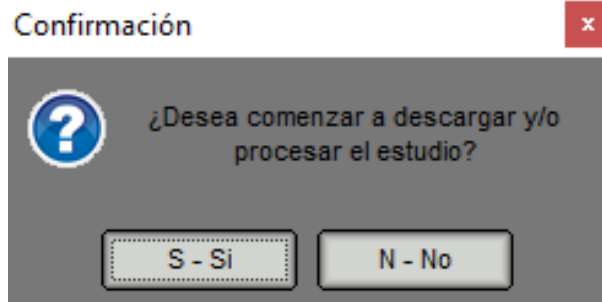 Confirmación
x
¿Desea comenzar a descargar y/o
procesar el estudio?
S - Si
N - No